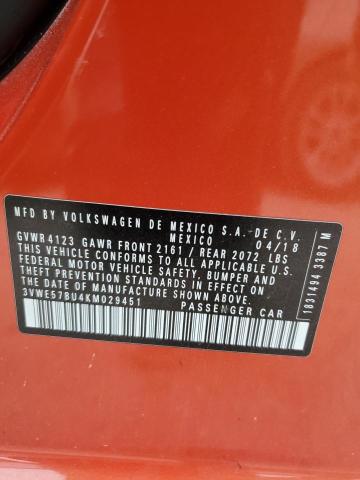 MFD BY VOLKSWAGEN DE MEXICO S.A. DE C.V.
MEXICO 04/18
GVWR 4123 GAWR FRONT 2161 / REAR 2072 LBS
THIS VEHICLE CONFORMS TO ALL APPLICABLE U.S.
FEDERAL MOTOR VEHICLE SAFETY, BUMPER AND
THEFT PREVENTION STANDARDS IN EFFECT ON
THE DATE OF MANUFACTURE SHOWN ABOVE
3VWE57BU4KM029451 PASSENGER CAR
1831494 3387 M